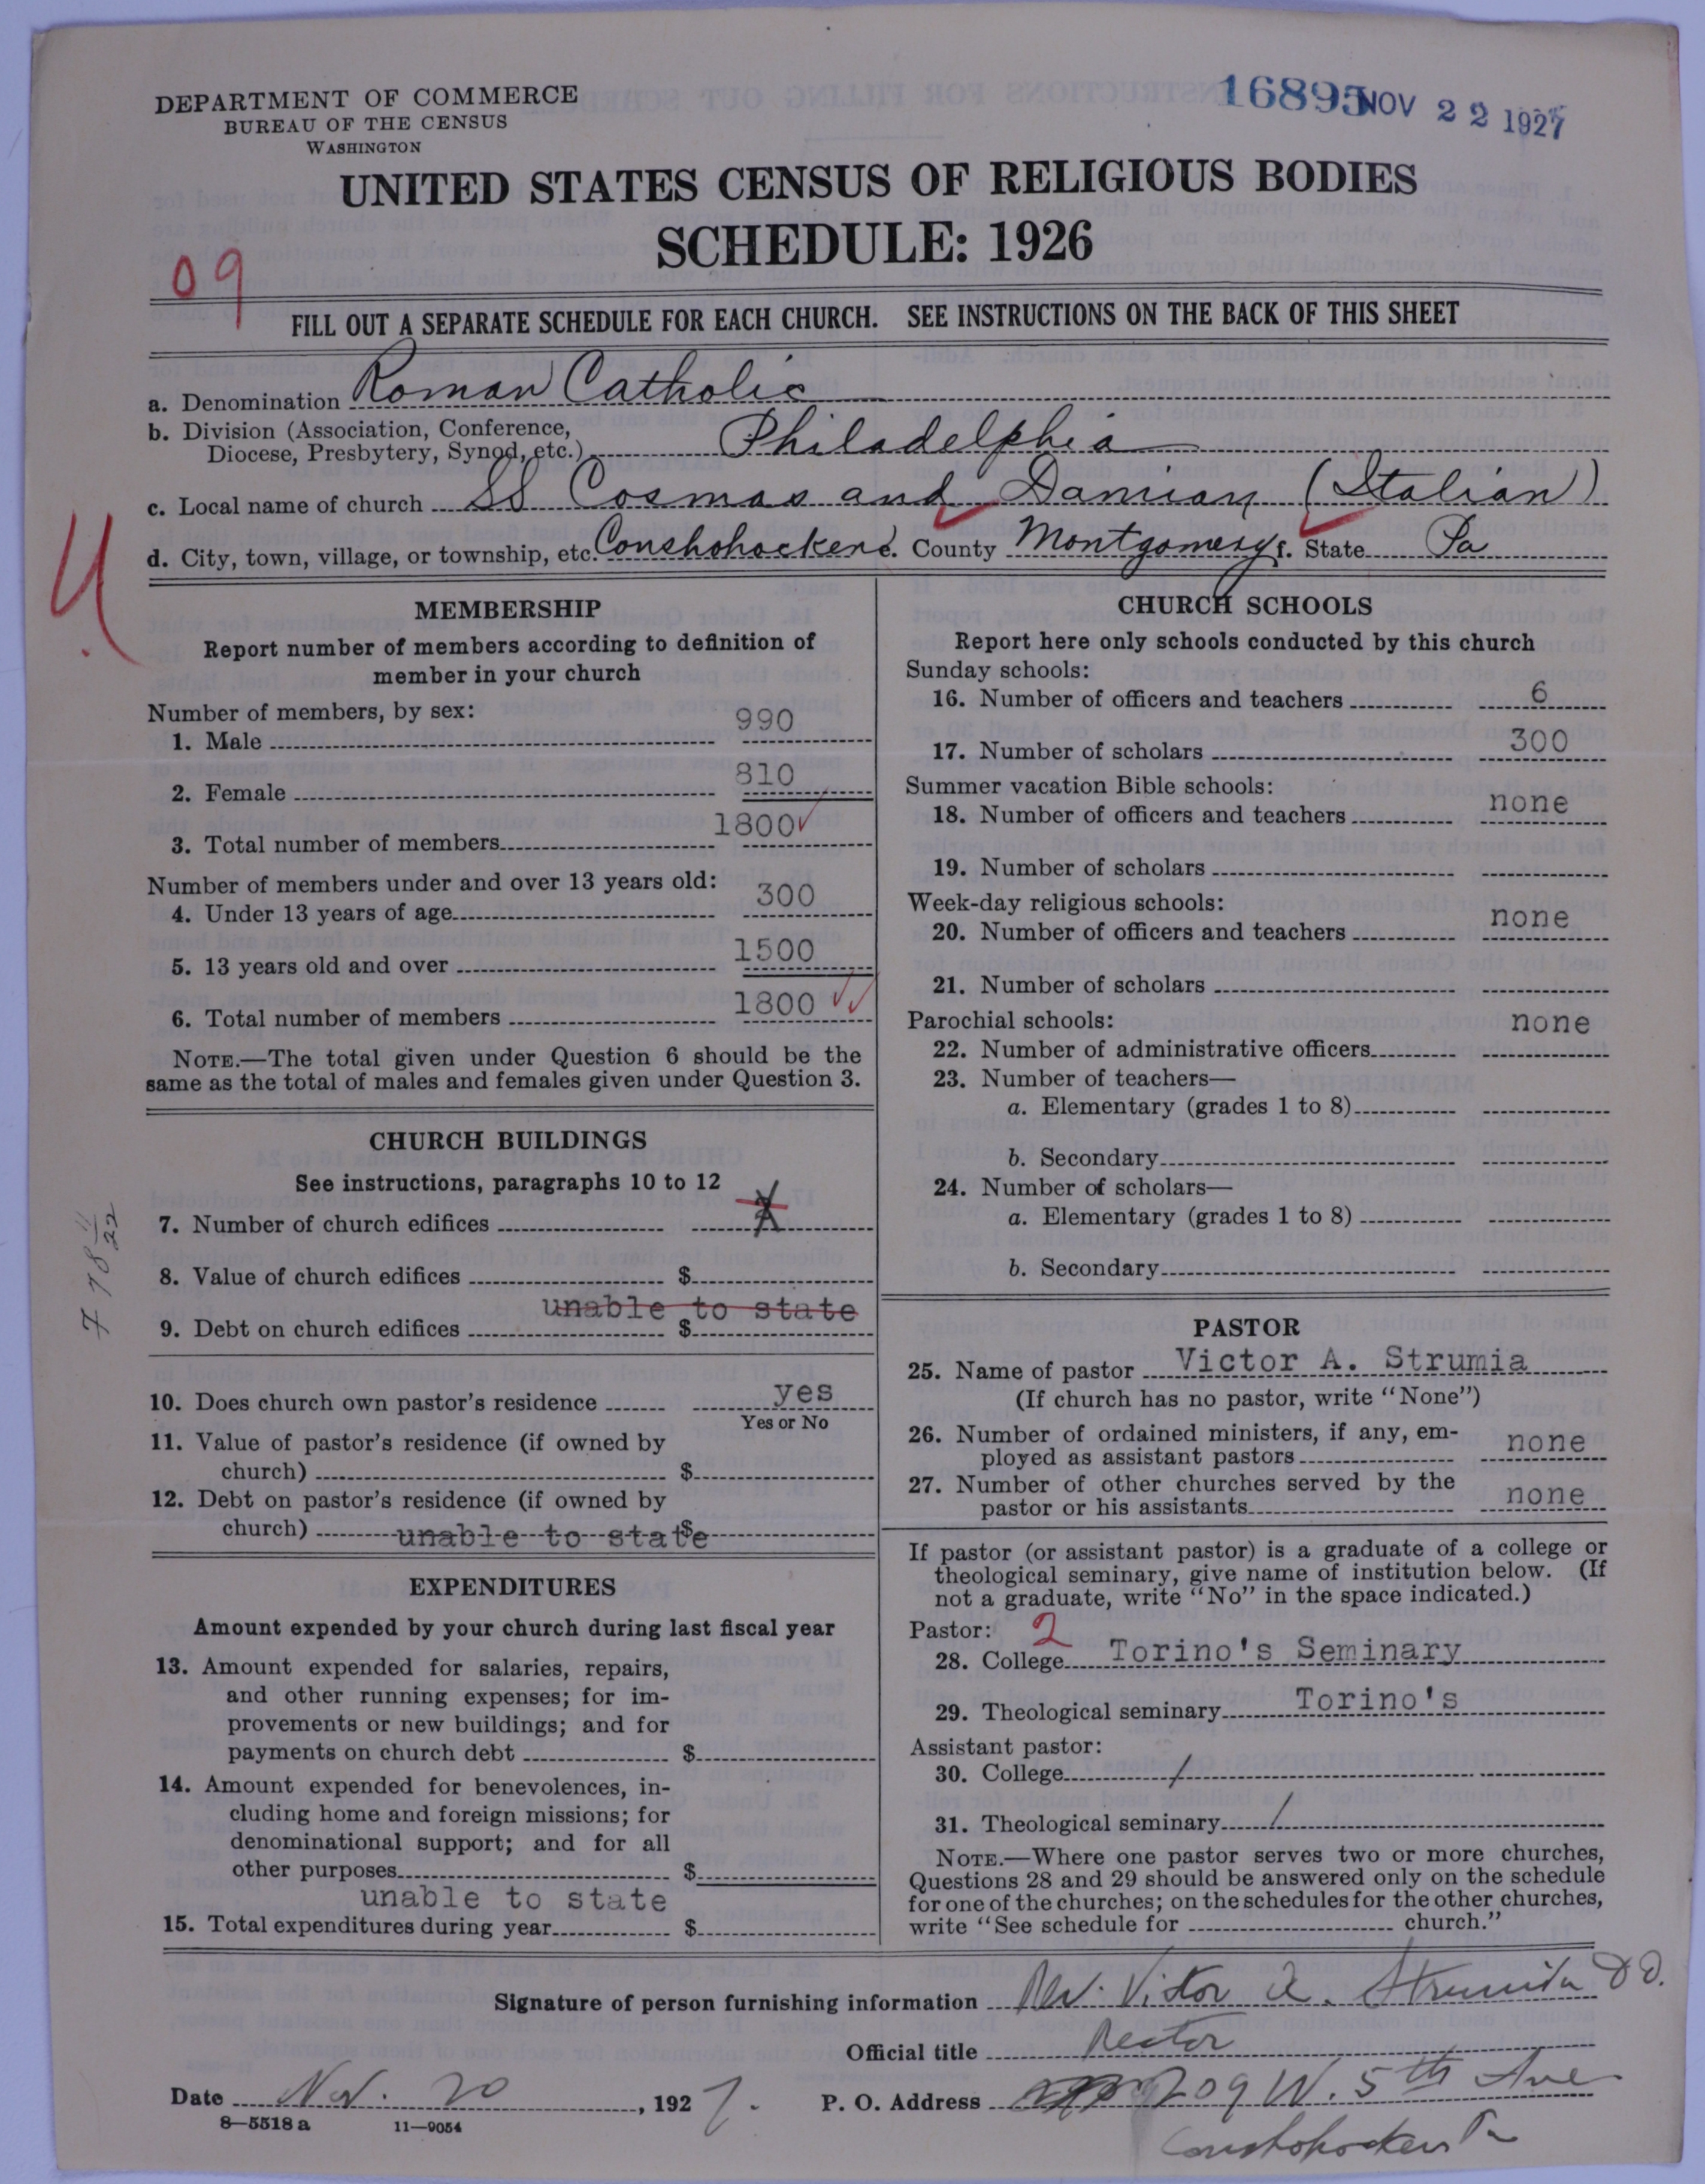 DEPARTMENT OF COMMERCE
BUREAU OF THE CENSUS
WASHINGTON
16895 NOV 22 1927
UNITED STATES CENSUS OF RELIGIOUS BODIES
SCHEDULE: 1926
09
FILL OUT A SEPARATE SCHEDULE FOR EACH CHURCH. SEE INSTRUCTIONS ON THE BACK OF THIS SHEET
a. Denomination Roman Catholic
b. Division (Association, Conference,
Diocese, Presbytery, Synod, etc.) Philadelphia
c. Local name of church SS Cosmas and Damian (Italian)
d. City, town, village, or township, etc. Conshohocken e. County Montgomery f. State Pa
U
MEMBERSHIP
Report number of members according to definition of
member in your church
Number of members, by sex:
1. Male 990
2. Female 810
3. Total number of members 1800
Number of members under and over 13 years old:
4. Under 13 years of age 300
5. 13 years old and over 1500
6. Total number of members 1800
NOTE.—The total given under Question 6 should be the
same as the total of males and females given under Question 3.
CHURCH BUILDINGS
See instructions, paragraphs 10 to 12
7. Number of church edifices
8. Value of church edifices $
unable to state
9. Debt on church edifices $
778 11/22
10. Does church own pastor's residence yes
Yes or No
11. Value of pastor's residence (if owned by
church) $
12. Debt on pastor's residence (if owned by
church) unable to state $
EXPENDITURES
Amount expended by your church during last fiscal year
13. Amount expended for salaries, repairs,
and other running expenses; for im-
provements or new buildings; and for
payments on church debt $
14. Amount expended for benevolences, in-
cluding home and foreign missions; for
denominational support; and for all
other purposes $
unable to state
15. Total expenditures during year $
CHURCH SCHOOLS
Report here only schools conducted by this church
Sunday schools:
16. Number of officers and teachers 6
17. Number of scholars 300
Summer vacation Bible schools:
18. Number of officers and teachers none
19. Number of scholars
Week-day religious schools:
20. Number of officers and teachers none
21. Number of scholars
Parochial schools: none
22. Number of administrative officers
23. Number of teachers—
a. Elementary (grades 1 to 8)
b. Secondary
24. Number of scholars—
a. Elementary (grades 1 to 8)
b. Secondary
PASTOR
25. Name of pastor Victor A. Strumia
(If church has no pastor, write "None")
26. Number of ordained ministers, if any, em-
ployed as assistant pastors none
27. Number of other churches served by the
pastor or his assistants none
If pastor (or assistant pastor) is a graduate of a college or
theological seminary, give name of institution below. (If
not a graduate, write "No" in the space indicated.)
Pastor: 2
28. College Torino's Seminary
29. Theological seminary Torino's
Assistant pastor:
30. College /
31. Theological seminary /
NOTE.—Where one pastor serves two or more churches,
Questions 28 and 29 should be answered only on the schedule
for one of the churches; on the schedules for the other churches,
write "See schedule for church."
Signature of person furnishing information Rev. Victor A. Strumia DD.
Official title Rector
Date Nov. 20, 1927. P. O. Address 209 W. 5th Ave
Conshohocken Pa
8—5518 a 11—9054